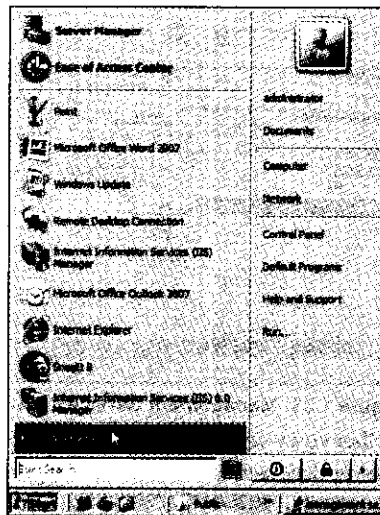 Server Manager
Ease of Access Center
Paint
Microsoft Office Word 2007
Windows Update
Remote Desktop Connection
Internet Information Services (IIS)
Manager
Microsoft Office Outlook 2007
Internet Explorer
SnagIt 8
Internet Information Services (IIS) 6.0
Manager
Start Search
administrator
Documents
Computer
Network
Control Panel
Default Programs
Help and Support
Run...